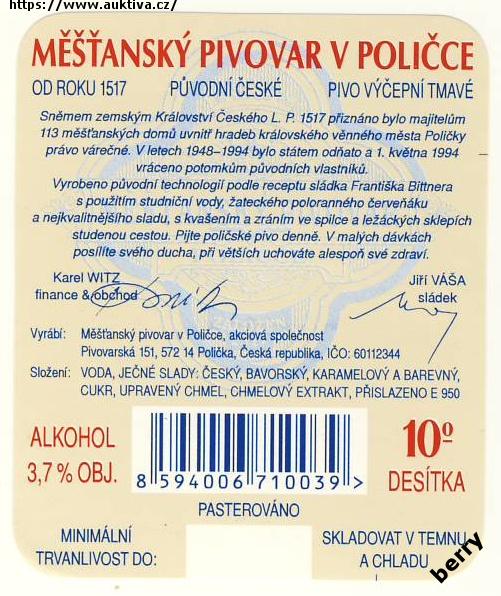 https://www.auktiva.cz/
MĚŠŤANSKÝ PIVOVAR V POLIČCE
OD ROKU 1517 PŮVODNÍ ČESKÉ PIVO VÝČEPNÍ TMAVÉ
Sněmem zemským Království Českého L. P. 1517 přiznáno bylo majitelům
113 měšťanských domů uvnitř hradeb královského věnného města Poličky
právo várečné. V letech 1948–1994 bylo státem odňato a 1. května 1994
vráceno potomkům původních vlastníků.
Vyrobeno původní technologií podle receptu sládka Františka Bittnera
s použitím studniční vody, žateckého poloranného červeňáku
a nejkvalitnějšího sladu, s kvašením a zráním ve spilce a ležáckých sklepích
studenou cestou. Pijte poličské pivo denně. V malých dávkách
posílíte svého ducha, při větších uchováte alespoň své zdraví.
Karel WITZ
finance & obchod
Jiří VÁŠA
sládek
Vyrábí: Měšťanský pivovar v Poličce, akciová společnost
Pivovarská 151, 572 14 Polička, Česká republika, IČO: 60112344
Složení: VODA, JEČNÉ SLADY: ČESKÝ, BAVORSKÝ, KARAMELOVÝ A BAREVNÝ,
CUKR, UPRAVENÝ CHMEL, CHMELOVÝ EXTRAKT, PŘISLAZENO E 950
ALKOHOL
3,7 % OBJ.
8 594006 710039 >
10º
DESÍTKA
PASTEROVÁNO
MINIMÁLNÍ
TRVANLIVOST DO:
SKLADOVAT V TEMNU
A CHLADU
berry